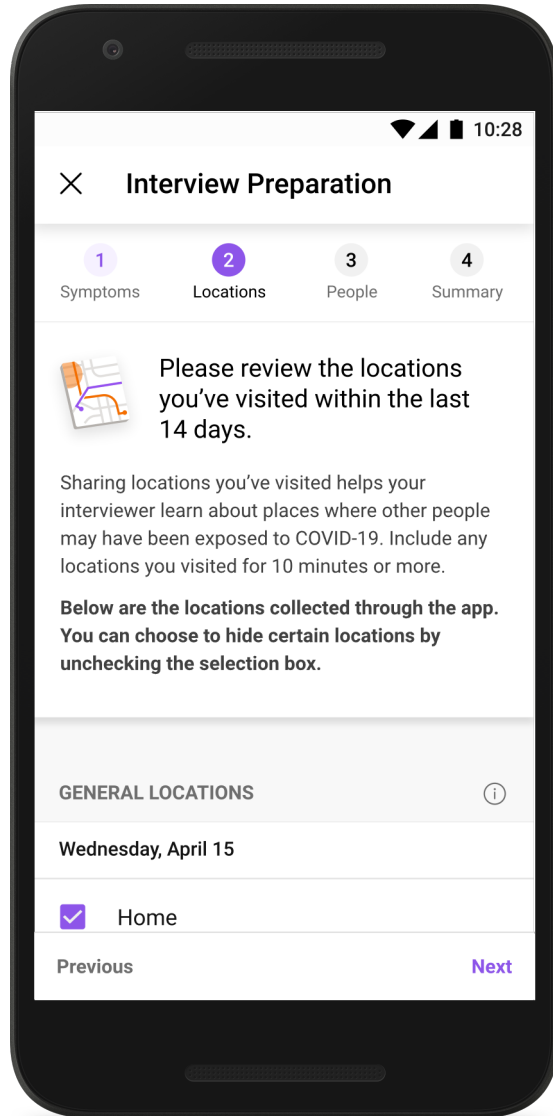 10:28
Interview Preparation
1 2 3 4
Symptoms Locations People Summary
Please review the locations
you've visited within the last
14 days.
Sharing locations you've visited helps your
interviewer learn about places where other people
may have been exposed to COVID-19. Include any
locations you visited for 10 minutes or more.
Below are the locations collected through the app.
You can choose to hide certain locations by
unchecking the selection box.
GENERAL LOCATIONS
Wednesday, April 15
Home
Previous Next